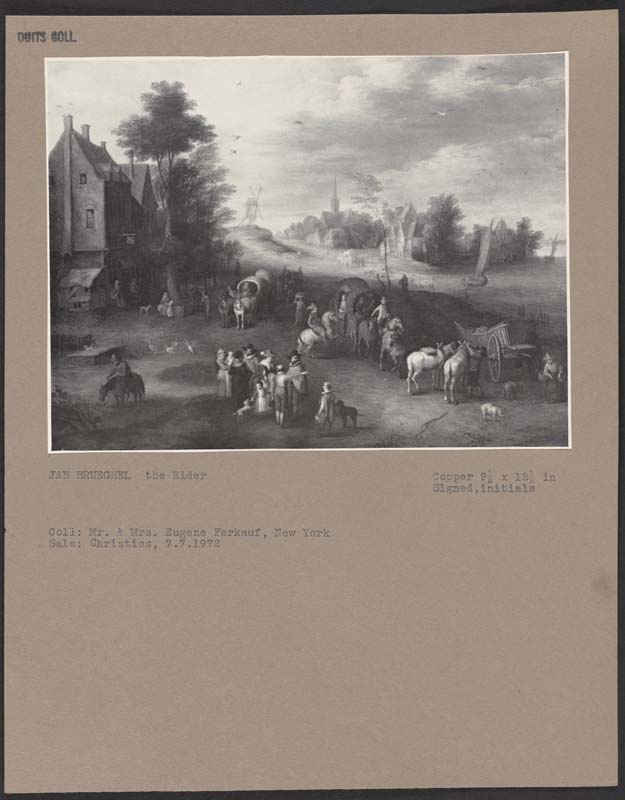 DUITS COLL.
JAN BRUEGHEL the Elder
Copper 9½ x 12½ in
Signed,initials
Coll: Mr. & Mrs. Eugene Ferkauf, New York
Sale: Christies, 7.7.1972